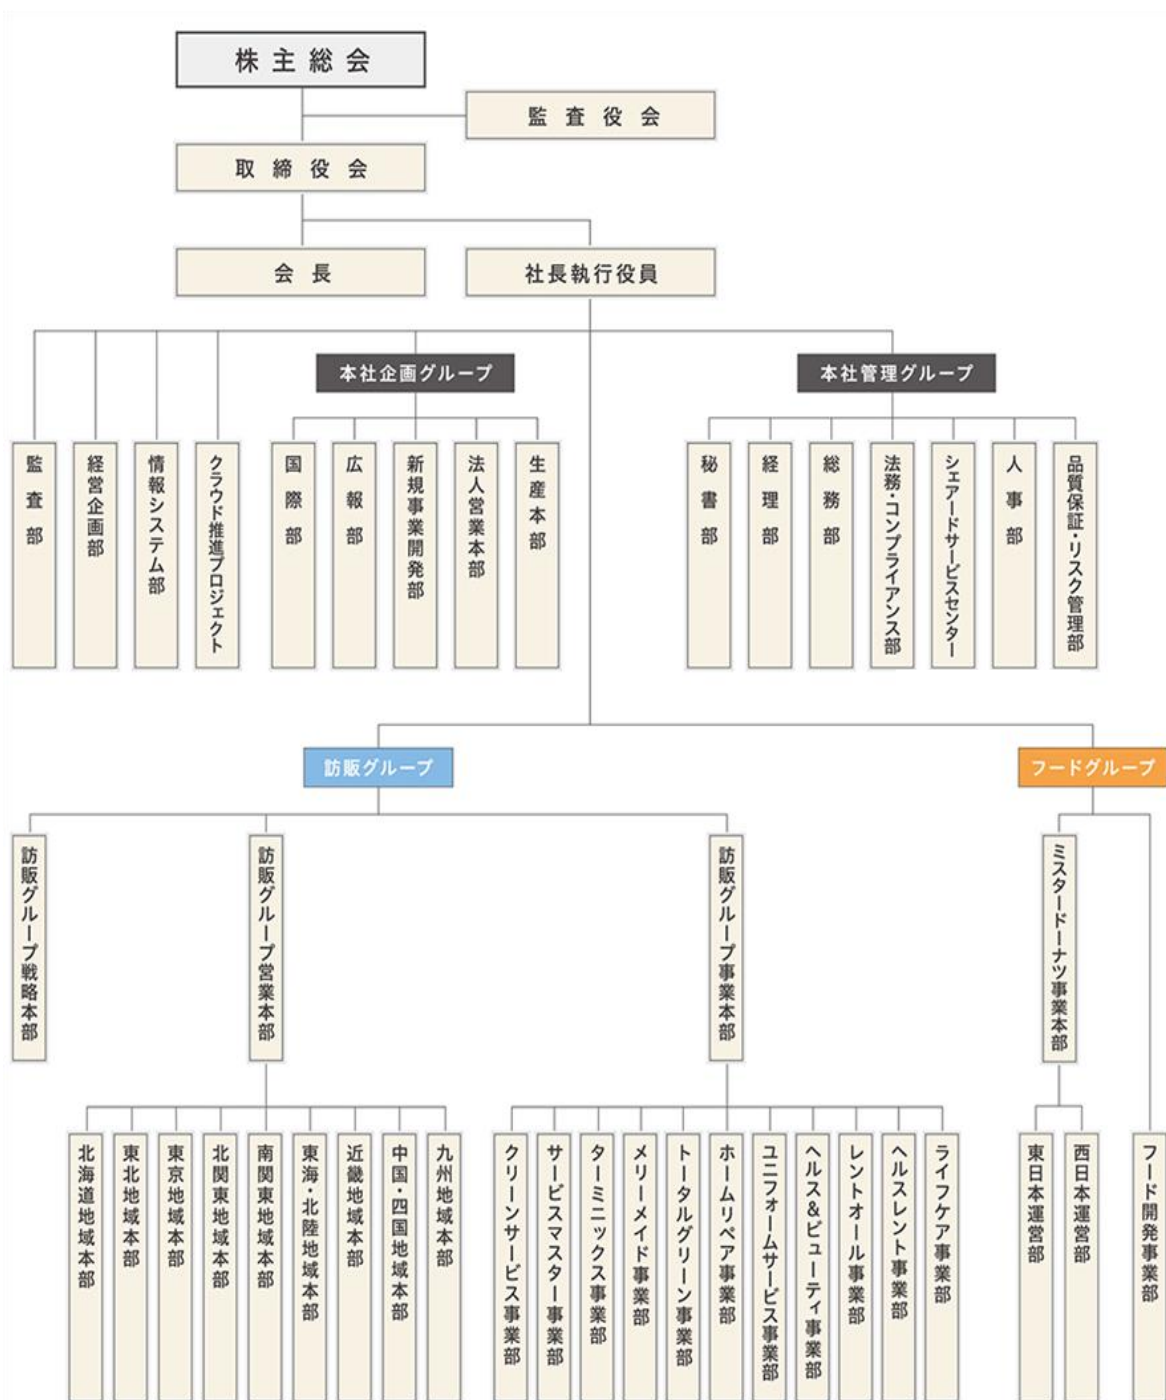 株主総会
監査役会
取締役会
会長
社長執行役員
本社企画グループ
本社管理グループ
監査部
経営企画部
情報システム部
クラウド推進プロジェクト
国際部
広報部
新規事業開発部
法人営業本部
生産本部
秘書部
経理部
総務部
法務・コンプライアンス部
シェアードサービスセンター
人事部
品質保証・リスク管理部
訪販グループ
フードグループ
訪販グループ戦略本部
訪販グループ営業本部
訪販グループ事業本部
ミスタードーナツ事業本部
北海道地域本部
東北地域本部
東京地域本部
北関東地域本部
南関東地域本部
東海・北陸地域本部
近畿地域本部
中国・四国地域本部
九州地域本部
クリーンサービス事業部
サービスマスター事業部
ターミニックス事業部
メリーメイド事業部
トータルグリーン事業部
ホームリペア事業部
ユニフォームサービス事業部
ヘルス&ビューティ事業部
レントオール事業部
ヘルスレント事業部
ライフケア事業部
東日本運営部
西日本運営部
フード開発事業部